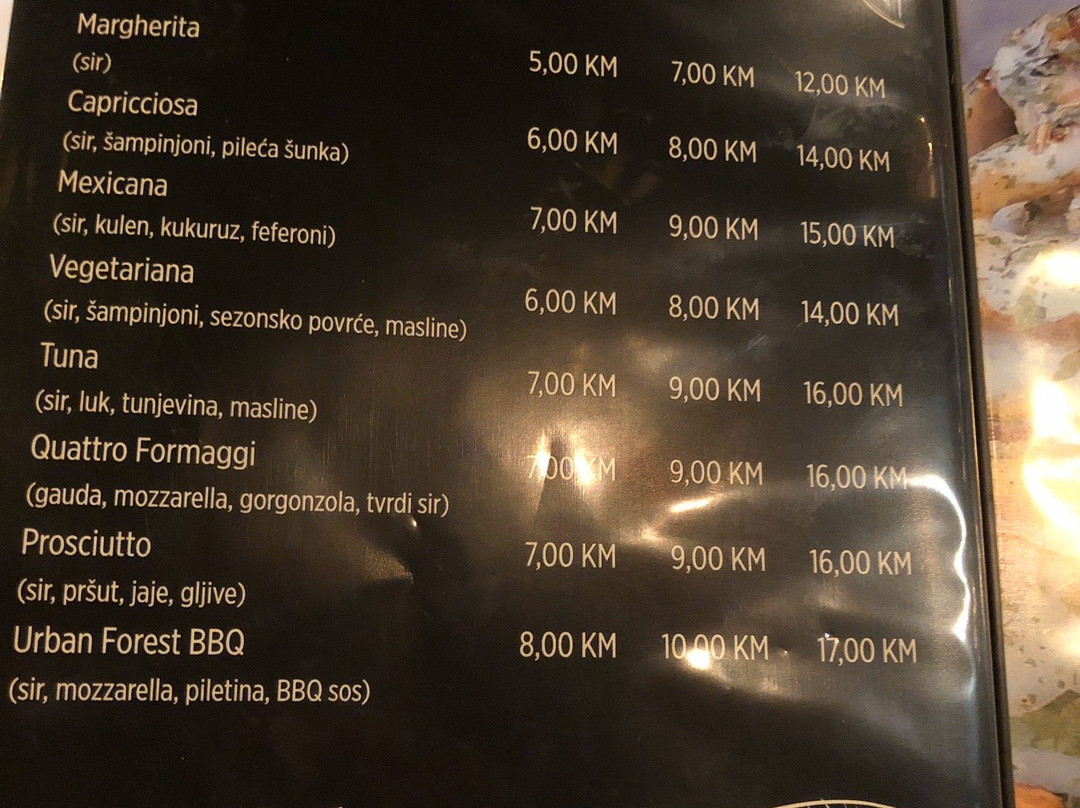 Margherita
(sir) 5,00 KM 7,00 KM 12,00 KM
Capricciosa
(sir, šampinjoni, pileća šunka) 6,00 KM 8,00 KM 14,00 KM
Mexicana
(sir, kulen, kukuruz, feferoni) 7,00 KM 9,00 KM 15,00 KM
Vegetariana
(sir, šampinjoni, sezonsko povrće, masline) 6,00 KM 8,00 KM 14,00 KM
Tuna
(sir, luk, tunjevina, masline) 7,00 KM 9,00 KM 16,00 KM
Quattro Formaggi
(gauda, mozzarella, gorgonzola, tvrdi sir) 7,00 KM 9,00 KM 16,00 KM
Prosciutto
(sir, pršut, jaje, gljive) 7,00 KM 9,00 KM 16,00 KM
Urban Forest BBQ 8,00 KM 10,00 KM 17,00 KM
(sir, mozzarella, piletina, BBQ sos)